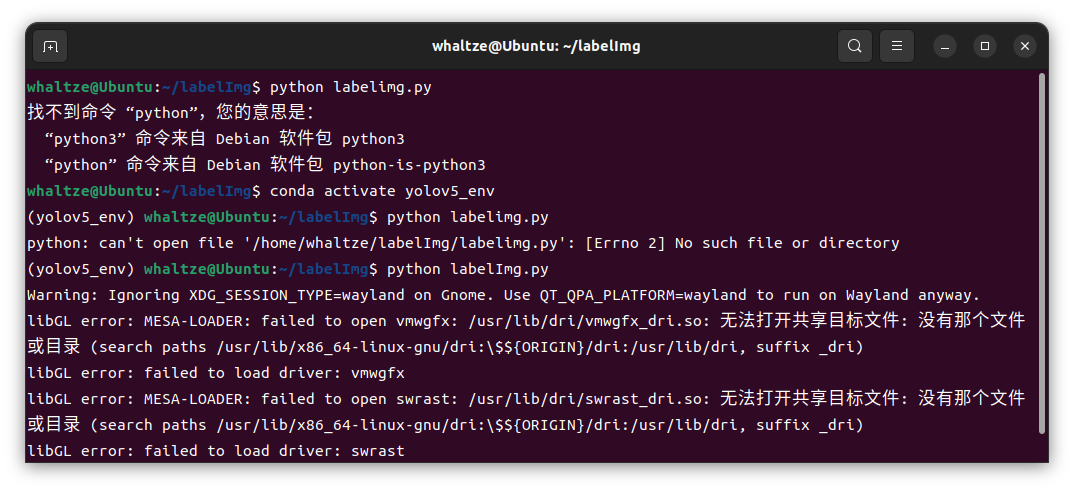 whaltze@Ubuntu: ~/labelImg
whaltze@Ubuntu:~/labelImg$ python labelimg.py
找不到命令 “python”，您的意思是：
  “python3” 命令来自 Debian 软件包 python3
  “python” 命令来自 Debian 软件包 python-is-python3
whaltze@Ubuntu:~/labelImg$ conda activate yolov5_env
(yolov5_env) whaltze@Ubuntu:~/labelImg$ python labelimg.py
python: can't open file '/home/whaltze/labelImg/labelimg.py': [Errno 2] No such file or directory
(yolov5_env) whaltze@Ubuntu:~/labelImg$ python labelImg.py
Warning: Ignoring XDG_SESSION_TYPE=wayland on Gnome. Use QT_QPA_PLATFORM=wayland to run on Wayland anyway.
libGL error: MESA-LOADER: failed to open vmwgfx: /usr/lib/dri/vmwgfx_dri.so: 无法打开共享目标文件: 没有那个文件
或目录 (search paths /usr/lib/x86_64-linux-gnu/dri:\$${ORIGIN}/dri:/usr/lib/dri, suffix _dri)
libGL error: failed to load driver: vmwgfx
libGL error: MESA-LOADER: failed to open swrast: /usr/lib/dri/swrast_dri.so: 无法打开共享目标文件: 没有那个文件
或目录 (search paths /usr/lib/x86_64-linux-gnu/dri:\$${ORIGIN}/dri:/usr/lib/dri, suffix _dri)
libGL error: failed to load driver: swrast